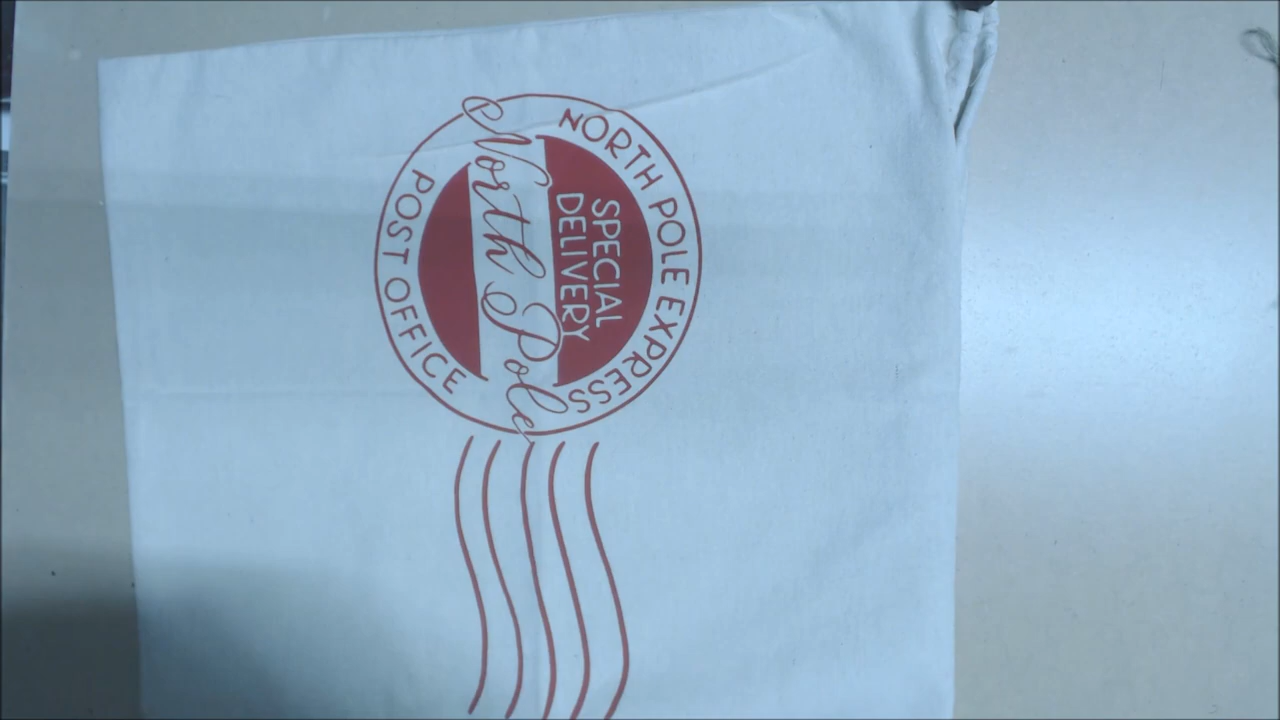 NORTH POLE EXPRESS
SPECIAL
DELIVERY
North Pole
POST OFFICE